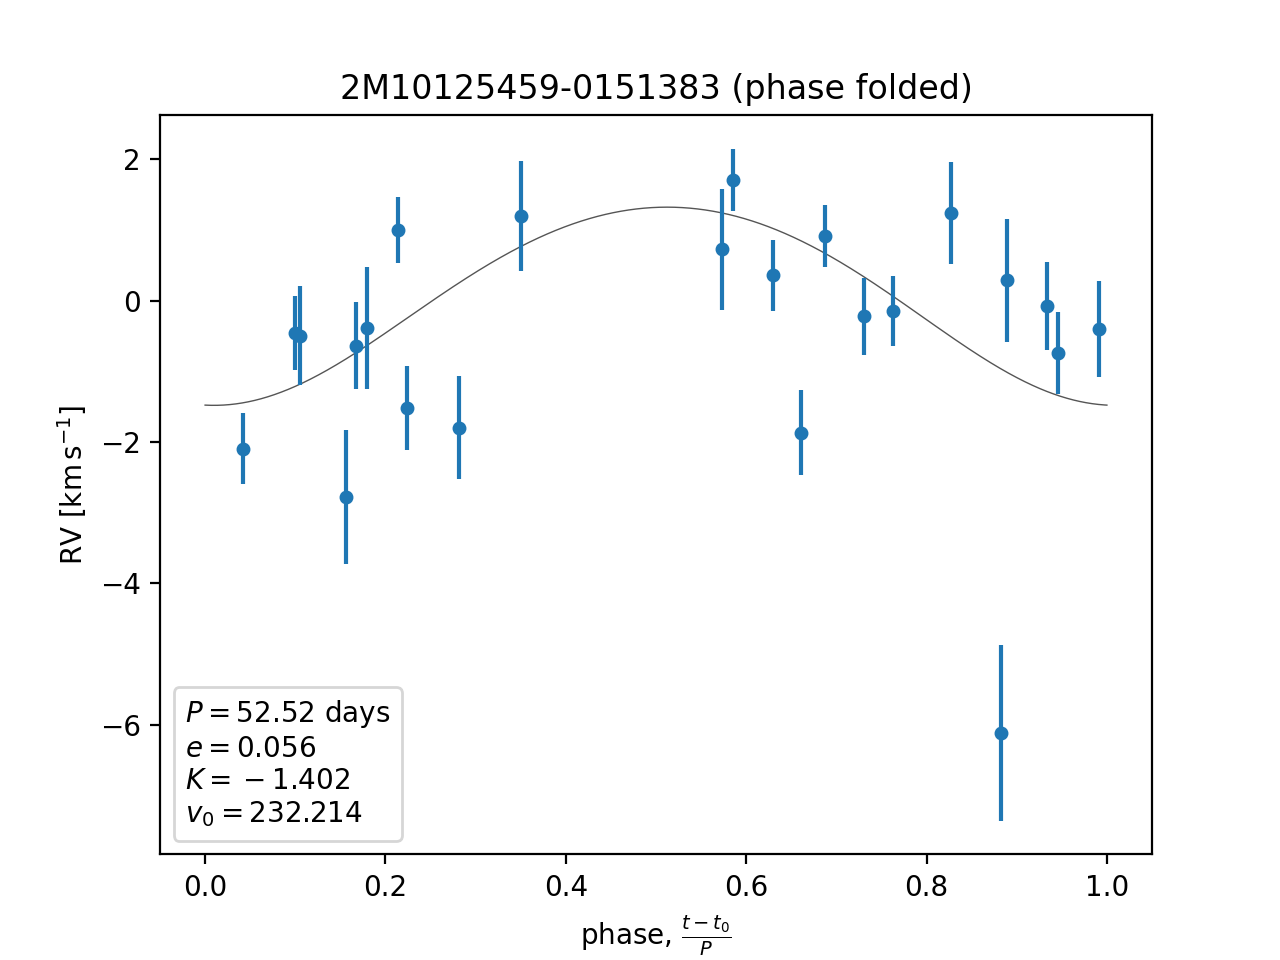 2M10125459-0151383 (phase folded)
RV [km s⁻¹]
2
0
−2
−4
−6
P = 52.52 days
e = 0.056
K = −1.402
v₀ = 232.214
0.0 0.2 0.4 0.6 0.8 1.0
phase, (t − t₀)/P